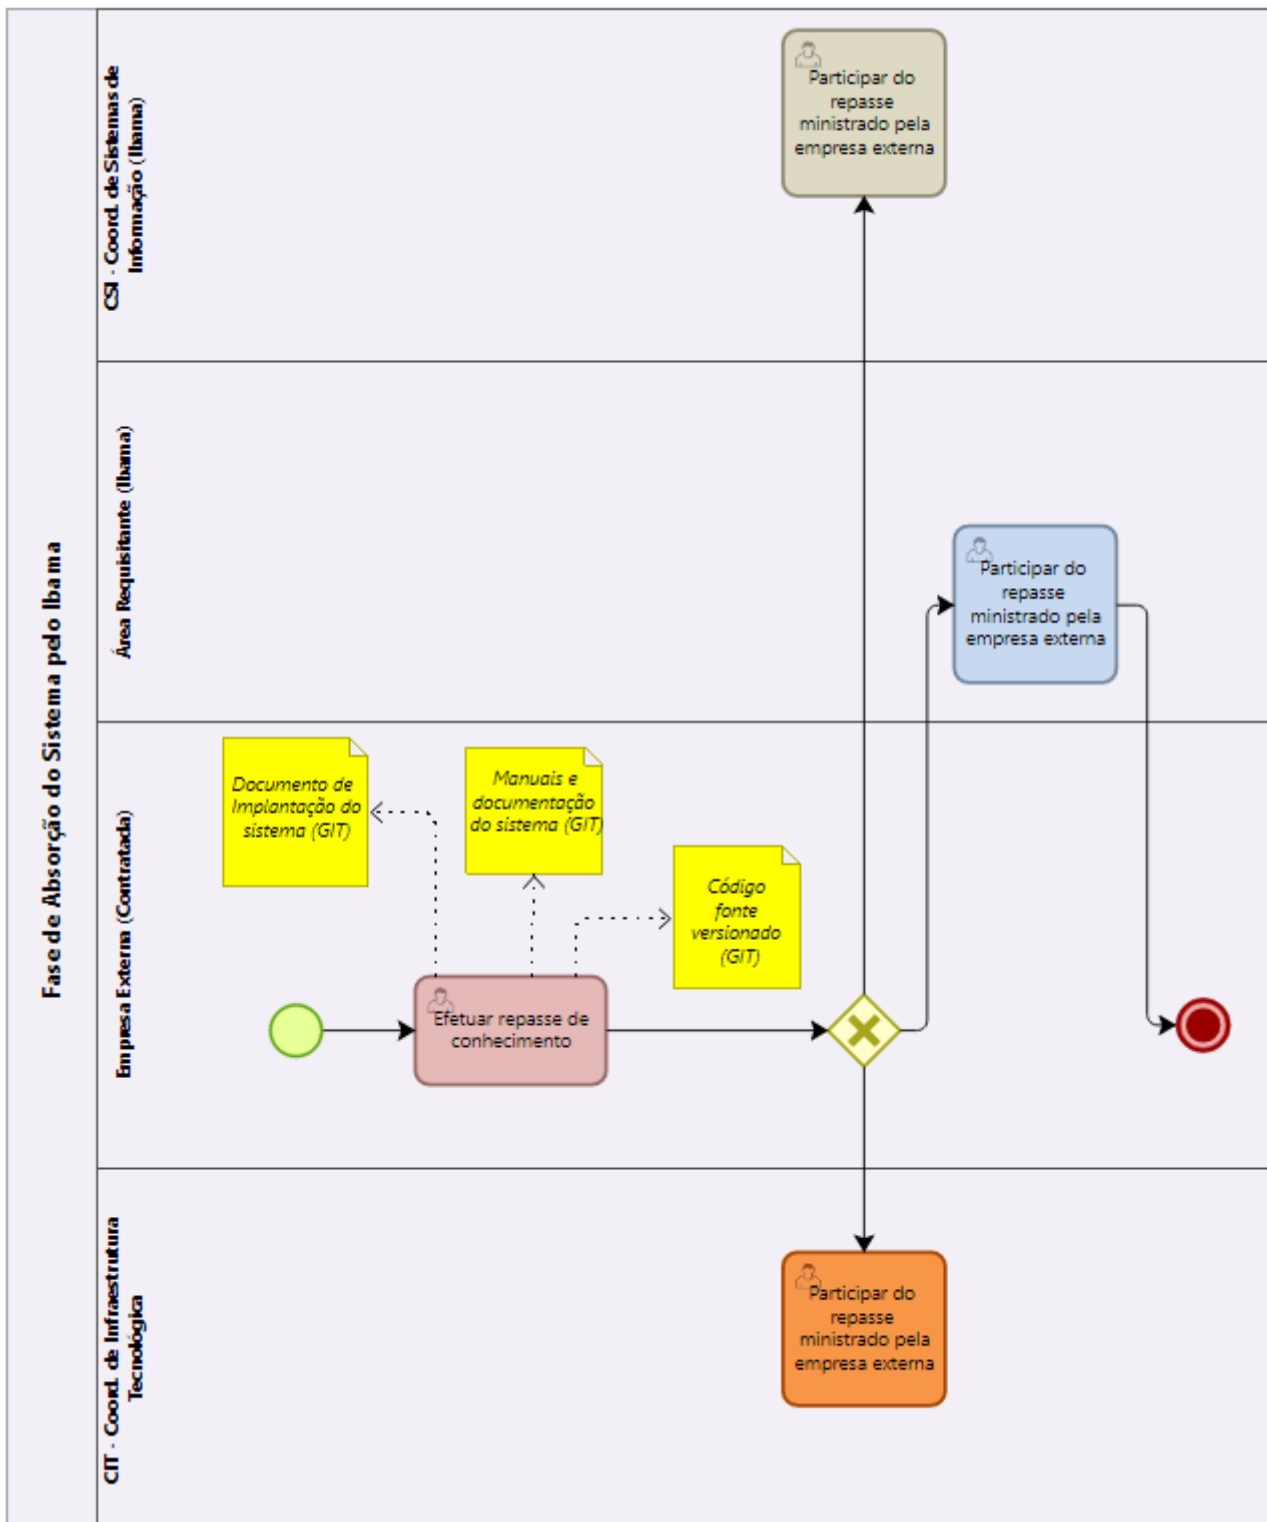 Fase de Absorção do Sistema pelo Ibama
CSI - Coord. de Sistemas de
Informação (Ibama)
Participar do
repasse
ministrado pela
empresa externa
Área Requisitante (Ibama)
Participar do
repasse
ministrado pela
empresa externa
Empresa Externa (Contratada)
Documento de
Implantação do
sistema (GIT)
Manuais e
documentação
do sistema (GIT)
Código
fonte
versionado
(GIT)
Efetuar repasse de
conhecimento
CIT - Coord. de Infraestrutura
Tecnológica
Participar do
repasse
ministrado pela
empresa externa